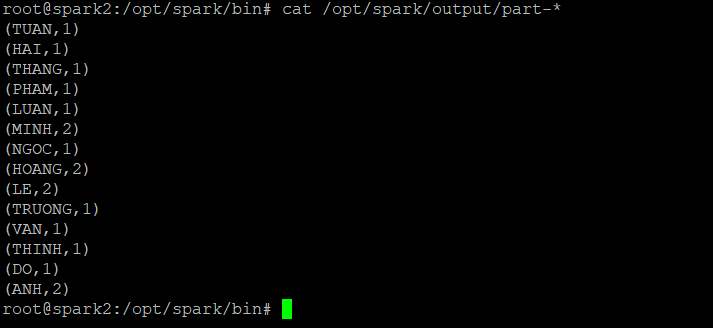 root@spark2:/opt/spark/bin# cat /opt/spark/output/part-*
(TUAN,1)
(HAI,1)
(THANG,1)
(PHAM,1)
(LUAN,1)
(MINH,2)
(NGOC,1)
(HOANG,2)
(LE,2)
(TRUONG,1)
(VAN,1)
(THINH,1)
(DO,1)
(ANH,2)
root@spark2:/opt/spark/bin#